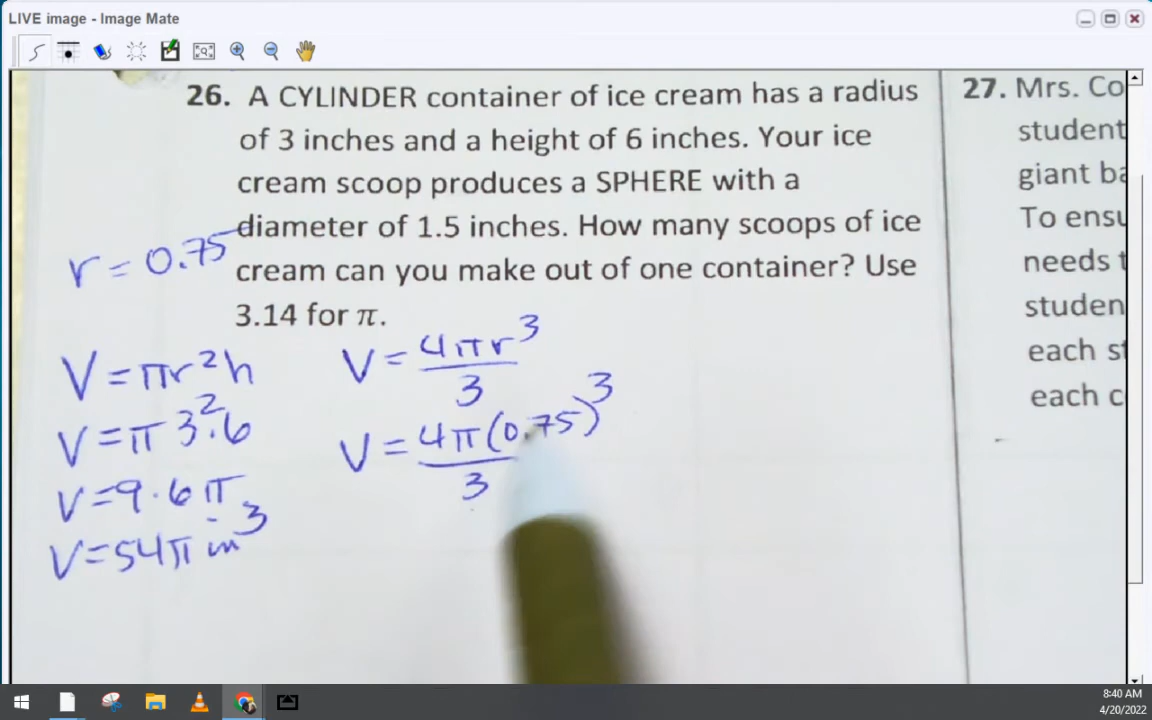 LIVE image - Image Mate
26. A CYLINDER container of ice cream has a radius
of 3 inches and a height of 6 inches. Your ice
cream scoop produces a SPHERE with a
diameter of 1.5 inches. How many scoops of ice
cream can you make out of one container? Use
3.14 for π.
r = 0.75
V = πr²h
V = π 3²·6
V = 9·6π
V = 54π in³
V = 4πr³/3
V = 4π(0.75)³/3
27. Mrs. Co
student
giant ba
To ensu
needs t
studen
each st
each c
8:40 AM
4/20/2022